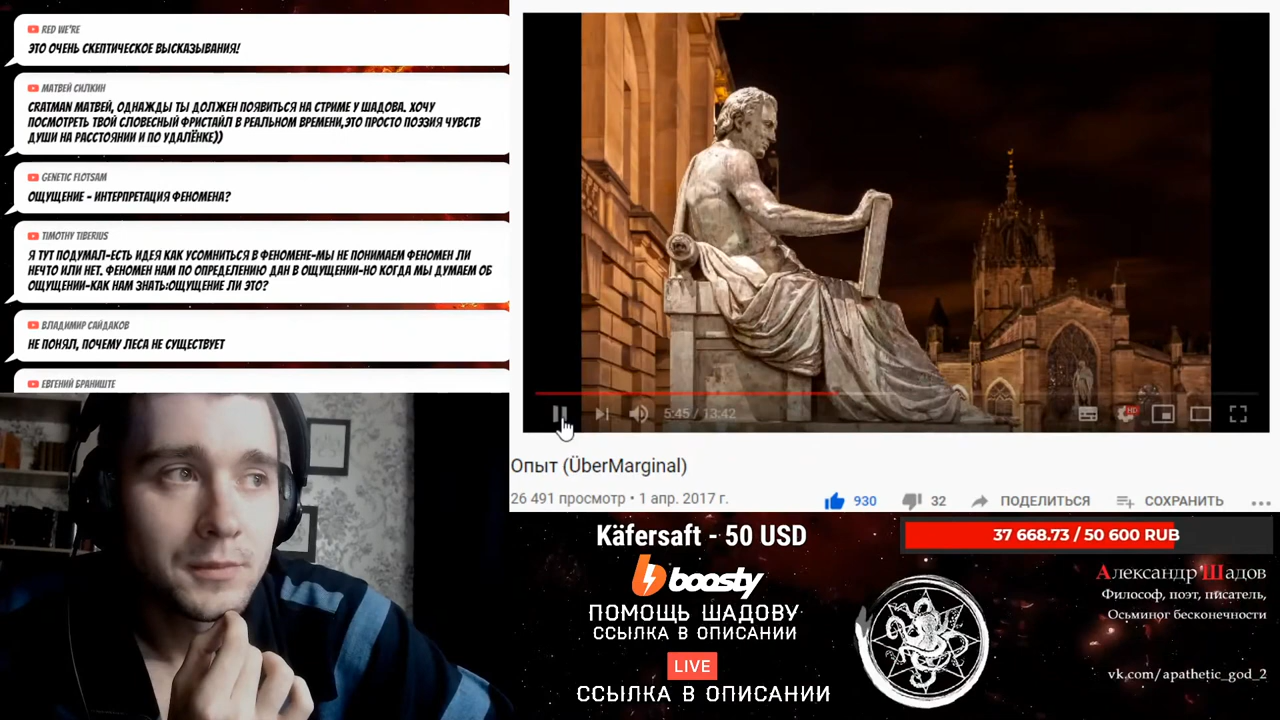 RED WE'RE
ЭТО ОЧЕНЬ СКЕПТИЧЕСКОЕ ВЫСКАЗЫВАНИЯ!
МАТВЕЙ СИЛКИН
CRATMAN МАТВЕЙ, ОДНАЖДЫ ТЫ ДОЛЖЕН ПОЯВИТЬСЯ НА СТРИМЕ У ШАДОВА. ХОЧУ
ПОСМОТРЕТЬ ТВОЙ СЛОВЕСНЫЙ ФРИСТАЙЛ В РЕАЛЬНОМ ВРЕМЕНИ,ЭТО ПРОСТО ПОЭЗИЯ ЧУВСТВ
ДУШИ НА РАССТОЯНИИ И ПО УДАЛЁНКЕ))
GENETIC FLOTSAM
ОЩУЩЕНИЕ - ИНТЕРПРЕТАЦИЯ ФЕНОМЕНА?
TIMOTHY TIBERIUS
Я ТУТ ПОДУМАЛ-ЕСТЬ ИДЕЯ КАК УСОМНИТЬСЯ В ФЕНОМЕНЕ-МЫ НЕ ПОНИМАЕМ ФЕНОМЕН ЛИ
НЕЧТО ИЛИ НЕТ. ФЕНОМЕН НАМ ПО ОПРЕДЕЛЕНИЮ ДАН В ОЩУЩЕНИИ-НО КОГДА МЫ ДУМАЕМ ОБ
ОЩУЩЕНИИ-КАК НАМ ЗНАТЬ:ОЩУЩЕНИЕ ЛИ ЭТО?
ВЛАДИМИР САЙДАКОВ
НЕ ПОНЯЛ, ПОЧЕМУ ЛЕСА НЕ СУЩЕСТВУЕТ
ЕВГЕНИЙ БРАНИШТЕ
5:45 / 13:42
HD
Опыт (ÜberMarginal)
26 491 просмотр • 1 апр. 2017 г.
930
32
ПОДЕЛИТЬСЯ
СОХРАНИТЬ
Käfersaft - 50 USD
boosty
ПОМОЩЬ ШАДОВУ
ССЫЛКА В ОПИСАНИИ
LIVE
ССЫЛКА В ОПИСАНИИ
37 668.73 / 50 600 RUB
Александр Шадов
Философ, поэт, писатель,
Осьминог бесконечности
vk.com/apathetic_god_2